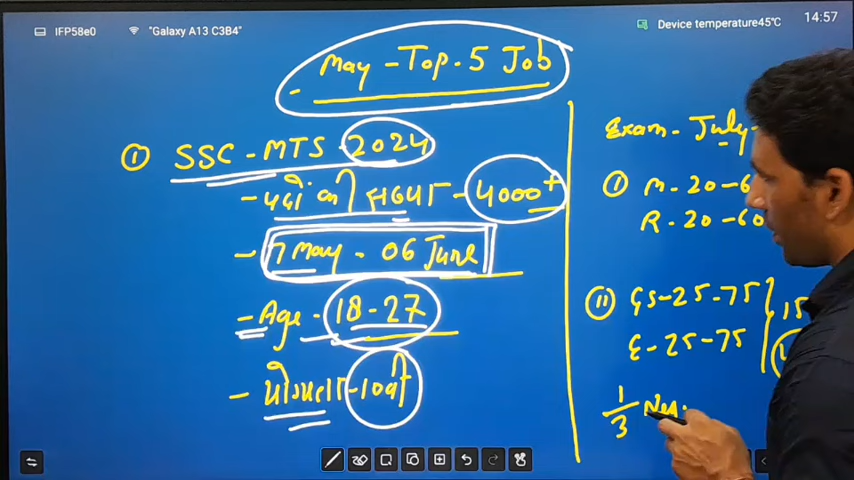 IFP58e0
"Galaxy A13 C3B4"
Device temperature45℃
14:57
May - Top - 5 Job
① SSC - MTS - 2024
- पदों की संख्या - 4000+
- 7 May - 06 June
- Age - 18-27
- योग्यता - 10वीं
Exam - July -
① M - 20 - 6
R - 20 - 60
② GS - 25 - 75
E - 25 - 75
1/3